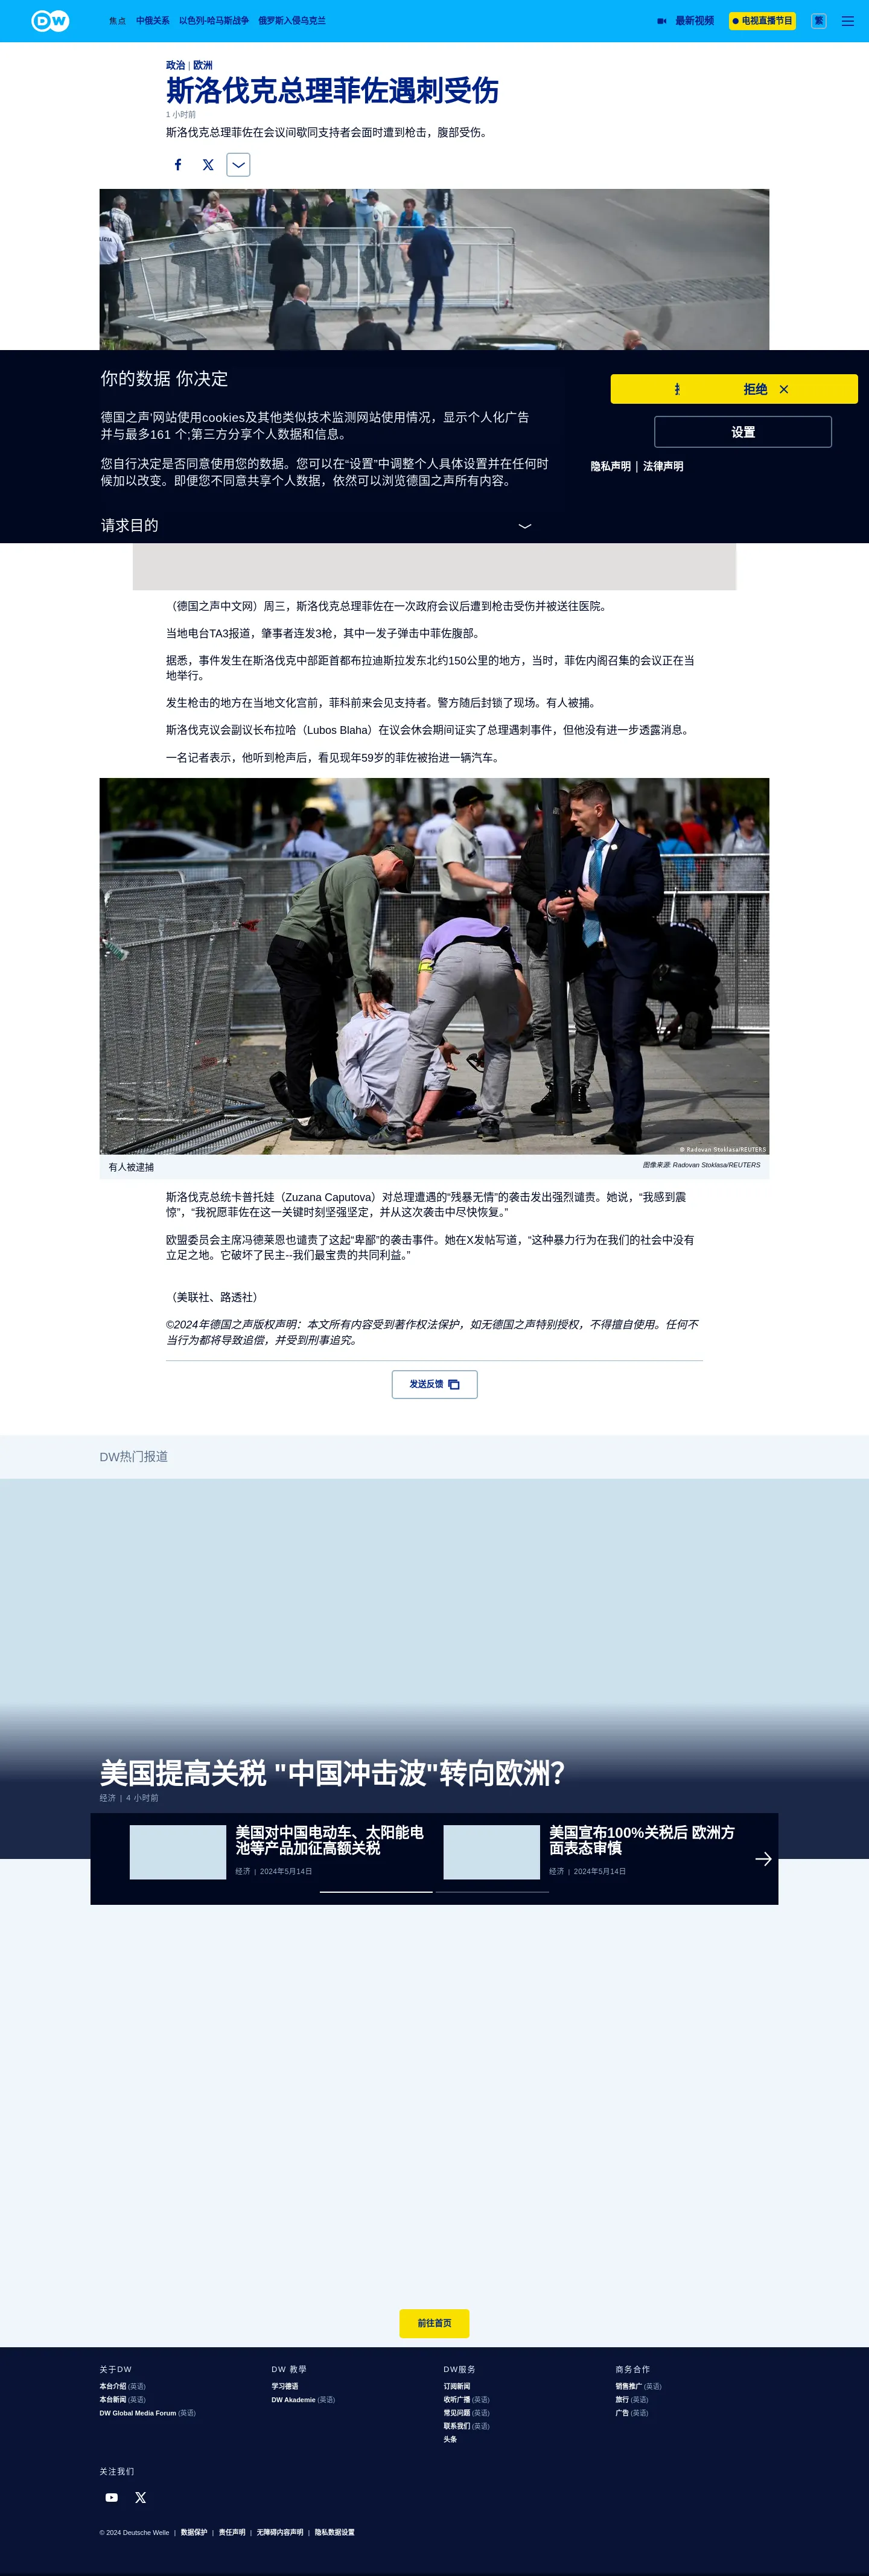 DW
焦点 中俄关系 以色列-哈马斯战争 俄罗斯入侵乌克兰 最新视频 电视直播节目 繁
政治 | 欧洲
斯洛伐克总理菲佐遇刺受伤
1 小时前
斯洛伐克总理菲佐在会议间歇同支持者会面时遭到枪击，腹部受伤。
你的数据 你决定
德国之声'网站使用cookies及其他类似技术监测网站使用情况，显示个人化广告
并与最多161 个;第三方分享个人数据和信息。
您自行决定是否同意使用您的数据。您可以在“设置”中调整个人具体设置并在任何时
候加以改变。即便您不同意共享个人数据，依然可以浏览德国之声所有内容。
请求目的
拒绝
设置
隐私声明 | 法律声明
（德国之声中文网）周三，斯洛伐克总理菲佐在一次政府会议后遭到枪击受伤并被送往医院。
当地电台TA3报道，肇事者连发3枪，其中一发子弹击中菲佐腹部。
据悉，事件发生在斯洛伐克中部距首都布拉迪斯拉发东北约150公里的地方，当时，菲佐内阁召集的会议正在当
地举行。
发生枪击的地方在当地文化宫前，菲科前来会见支持者。警方随后封锁了现场。有人被捕。
斯洛伐克议会副议长布拉哈（Lubos Blaha）在议会休会期间证实了总理遇刺事件，但他没有进一步透露消息。
一名记者表示，他听到枪声后，看见现年59岁的菲佐被抬进一辆汽车。
POLÍCIA
© Radovan Stoklasa/REUTERS
有人被逮捕
图像来源: Radovan Stoklasa/REUTERS
斯洛伐克总统卡普托娃（Zuzana Caputova）对总理遭遇的“残暴无情”的袭击发出强烈谴责。她说，“我感到震
惊”，“我祝愿菲佐在这一关键时刻坚强坚定，并从这次袭击中尽快恢复。”
欧盟委员会主席冯德莱恩也谴责了这起“卑鄙”的袭击事件。她在X发帖写道，“这种暴力行为在我们的社会中没有
立足之地。它破坏了民主--我们最宝贵的共同利益。”
（美联社、路透社）
©2024年德国之声版权声明：本文所有内容受到著作权法保护，如无德国之声特别授权，不得擅自使用。任何不
当行为都将导致追偿，并受到刑事追究。
发送反馈
DW热门报道
美国提高关税 "中国冲击波"转向欧洲？
经济 | 4 小时前
美国对中国电动车、太阳能电
池等产品加征高额关税
经济 | 2024年5月14日
美国宣布100%关税后 欧洲方
面表态审慎
经济 | 2024年5月14日
前往首页
关于DW
本台介绍 (英语)
本台新闻 (英语)
DW Global Media Forum (英语)
DW 教學
学习德语
DW Akademie (英语)
DW服务
订阅新闻
收听广播 (英语)
常见问题 (英语)
联系我们 (英语)
头条
商务合作
销售推广 (英语)
旅行 (英语)
广告 (英语)
关注我们
© 2024 Deutsche Welle | 数据保护 | 责任声明 | 无障碍内容声明 | 隐私数据设置